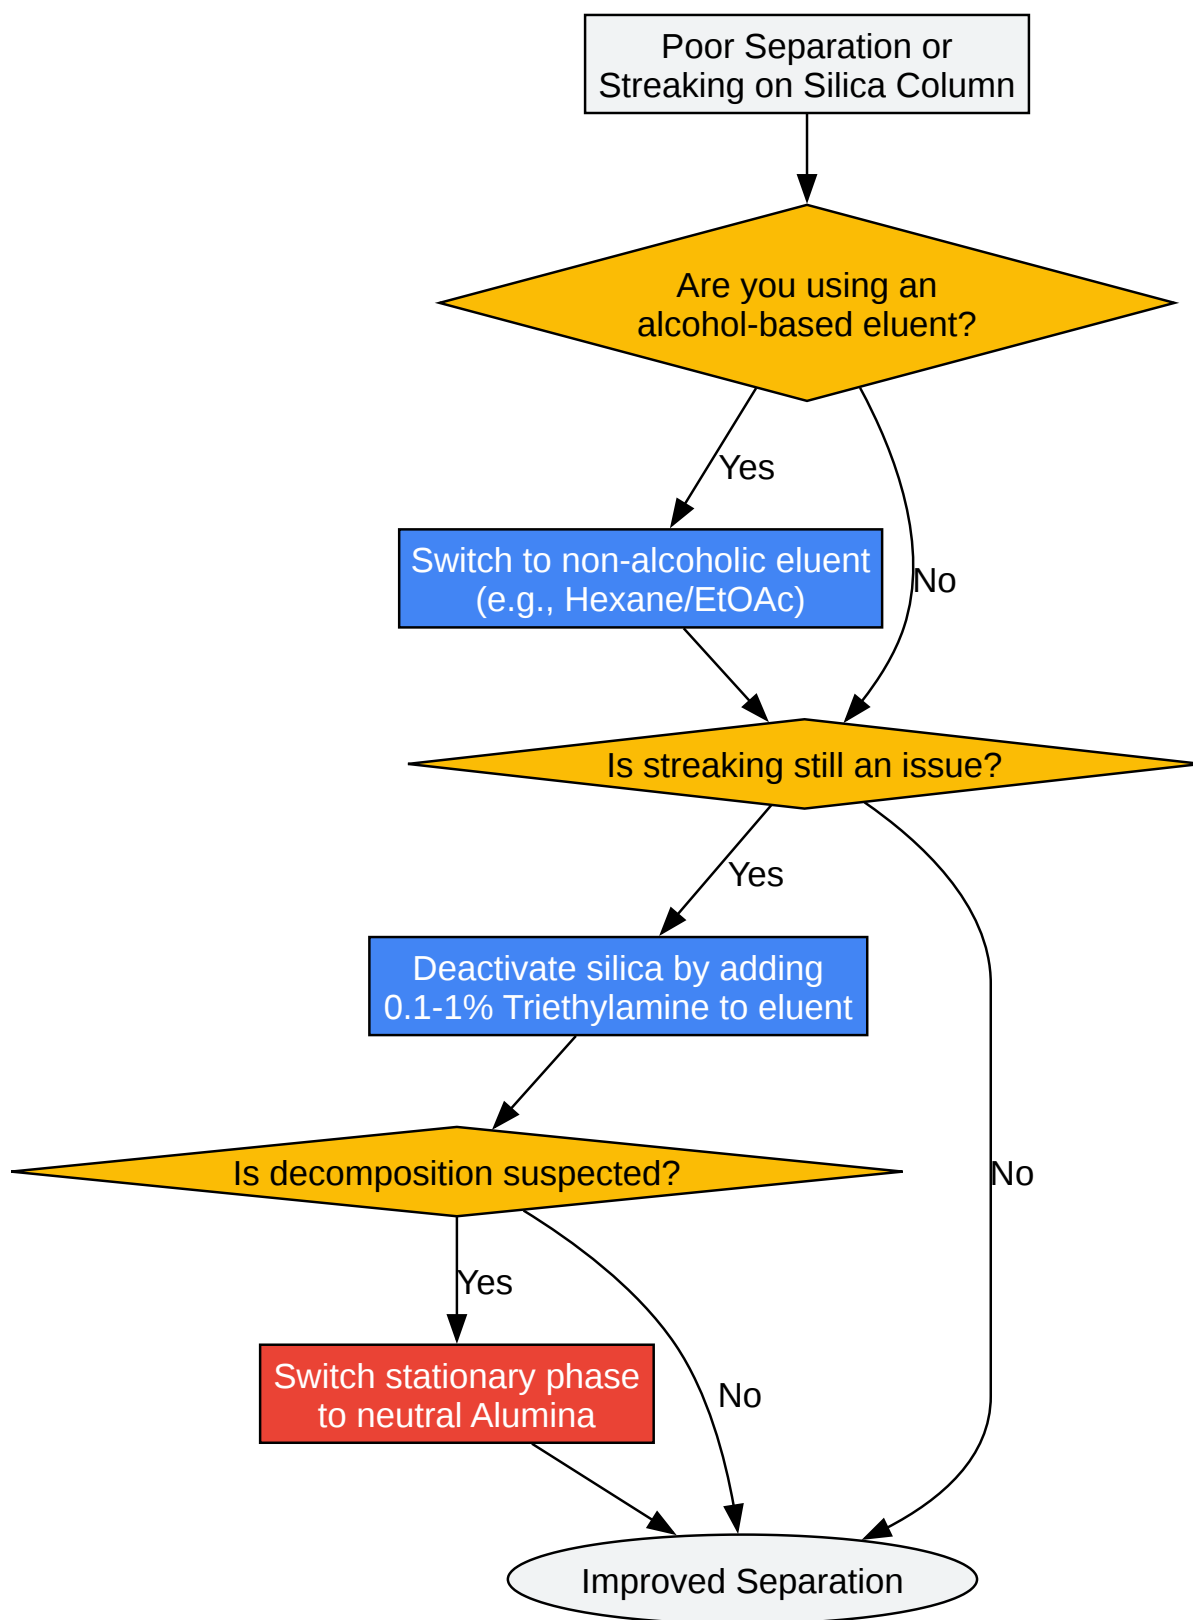 Poor Separation or
Streaking on Silica Column
Are you using an
alcohol-based eluent?
Yes
Switch to non-alcoholic eluent
(e.g., Hexane/EtOAc)
No
Is streaking still an issue?
Yes
Deactivate silica by adding
0.1-1% Triethylamine to eluent
Is decomposition suspected?
No
Yes
Switch stationary phase
to neutral Alumina
No
Improved Separation